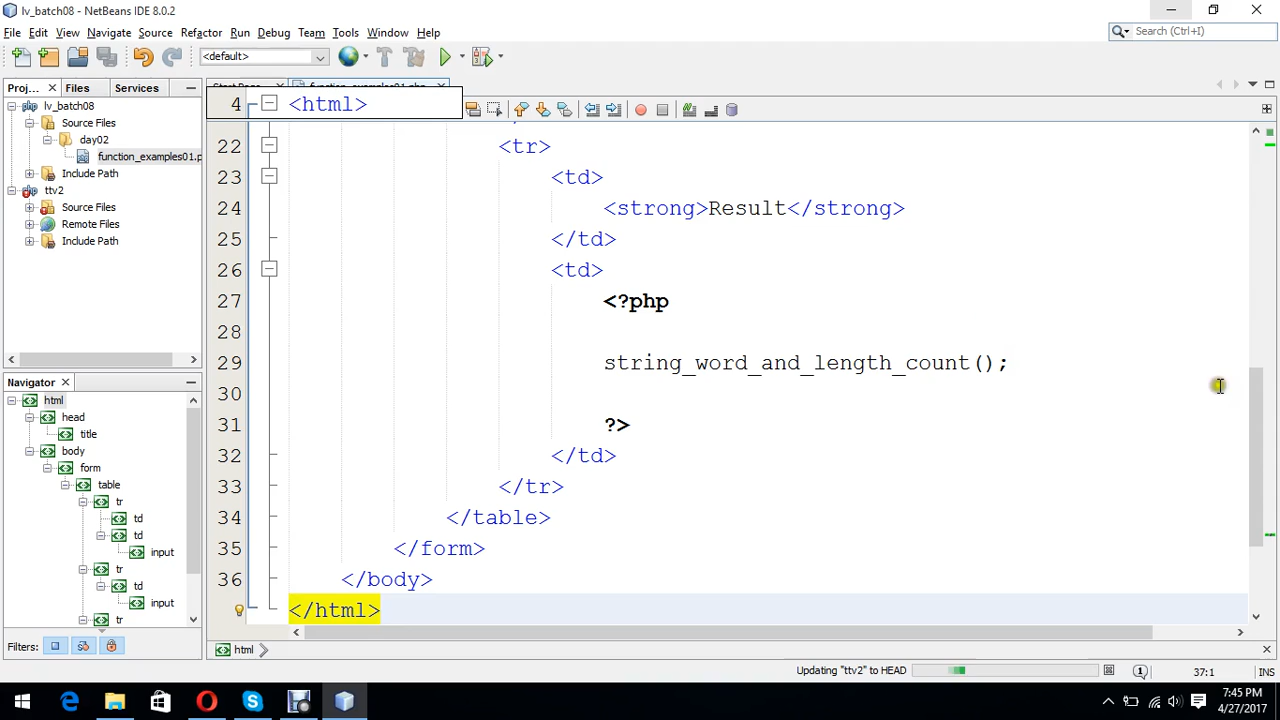 lv_batch08 - NetBeans IDE 8.0.2
File Edit View Navigate Source Refactor Run Debug Team Tools Window Help
Search (Ctrl+I)
<default>
Proj... Files Services
lv_batch08
Source Files
day02
function_examples01.p
Include Path
ttv2
Source Files
Remote Files
Include Path
Navigator
html
head
title
body
form
table
tr
td
td
input
tr
td
input
tr
Filters:
4 <html>
22 <tr>
23 <td>
24 <strong>Result</strong>
25 </td>
26 <td>
27 <?php
28
29 string_word_and_length_count();
30
31 ?>
32 </td>
33 </tr>
34 </table>
35 </form>
36 </body>
</html>
html
Updating "ttv2" to HEAD
1
37:1
INS
7:45 PM
4/27/2017